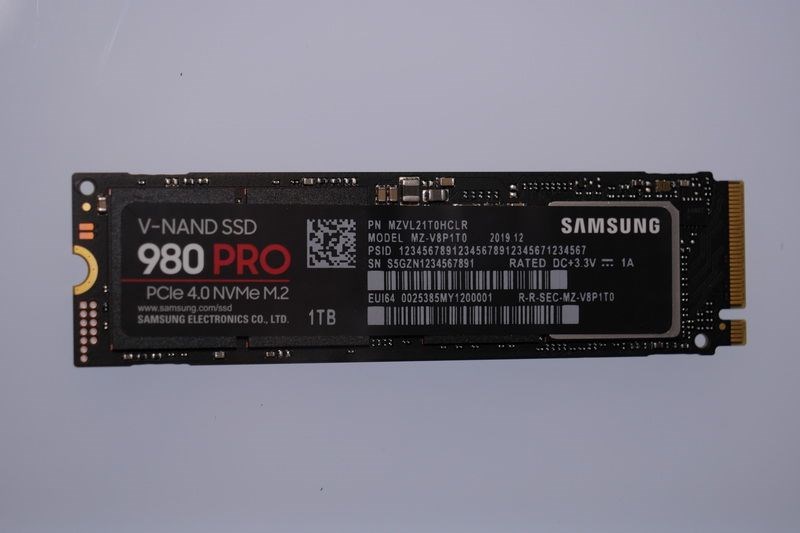 V-NAND SSD
980 PRO
PCIe 4.0 NVMe M.2
www.samsung.com/ssd
SAMSUNG ELECTRONICS CO., LTD.
1TB
PN MZVL21T0HCLR
MODEL MZ-V8P1T0 2019.12
PSID 12345678912345678912345671234567
SN S5GZN1234567891 RATED DC+3.3V ⎓ 1A
EUI64 0025385MY1200001 R-R-SEC-MZ-V8P1T0
SAMSUNG